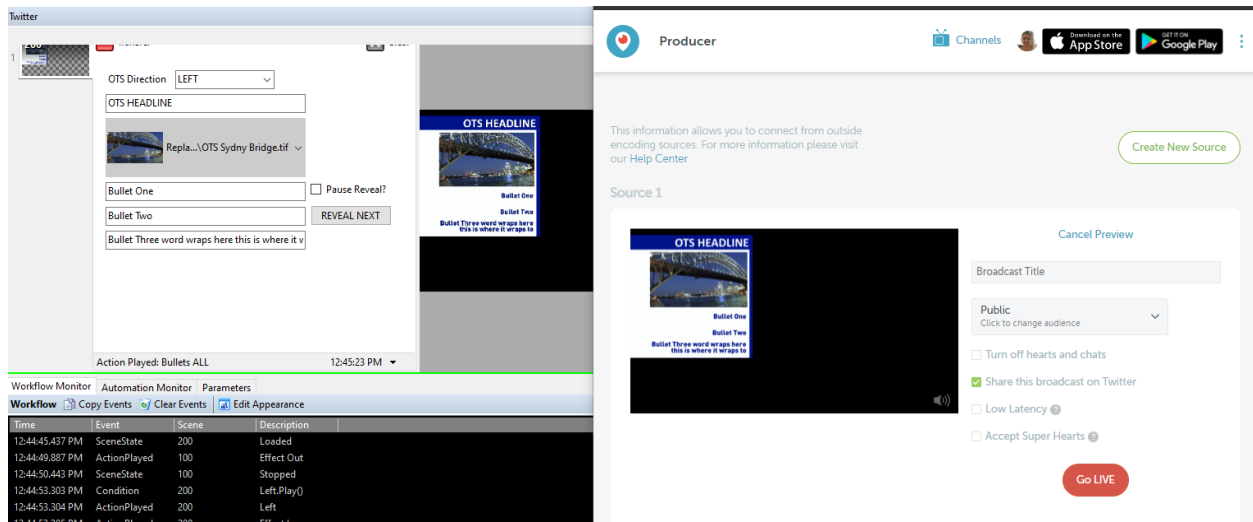 Twitter
1
200
OTS Direction
LEFT
OTS HEADLINE
Repla...\OTS Sydny Bridge.tif
Bullet One
Pause Reveal?
Bullet Two
REVEAL NEXT
Bullet Three word wraps here this is where it v
Action Played: Bullets ALL
12:45:23 PM
OTS HEADLINE
Bullet One
Bullet Two
Bullet Three word wraps here
this is where it wraps to
Workflow Monitor
Automation Monitor
Parameters
Workflow
Copy Events
Clear Events
Edit Appearance
Time Event Scene Description
12:44:45.437 PM SceneState 200 Loaded
12:44:49.887 PM ActionPlayed 100 Effect Out
12:44:50.443 PM SceneState 100 Stopped
12:44:53.303 PM Condition 200 Left.Play()
12:44:53.304 PM ActionPlayed 200 Left
Producer
Channels
Download on the
App Store
GET IT ON
Google Play
This information allows you to connect from outside
encoding sources. For more information please visit
our Help Center
Create New Source
Source 1
OTS HEADLINE
Bullet One
Bullet Two
Bullet Three word wraps here
this is where it wraps to
Cancel Preview
Broadcast Title
Public
Click to change audience
Turn off hearts and chats
Share this broadcast on Twitter
Low Latency ?
Accept Super Hearts ?
Go LIVE